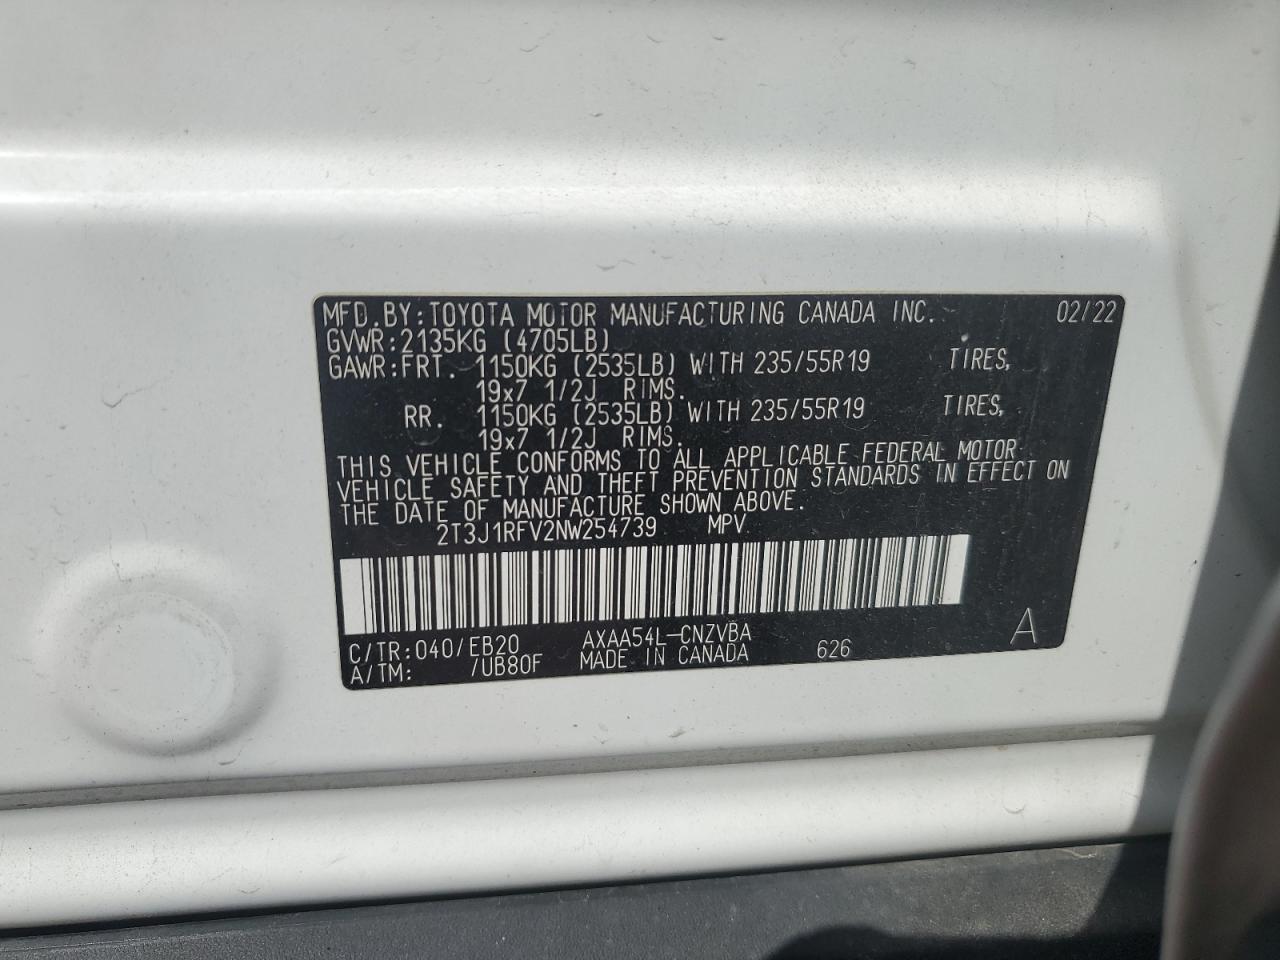 MFD.BY:TOYOTA MOTOR MANUFACTURING CANADA INC. 02/22
GVWR:2135KG (4705LB)
GAWR:FRT. 1150KG (2535LB) WITH 235/55R19 TIRES,
19x7 1/2J RIMS.
RR. 1150KG (2535LB) WITH 235/55R19 TIRES,
19x7 1/2J RIMS.
THIS VEHICLE CONFORMS TO ALL APPLICABLE FEDERAL MOTOR
VEHICLE SAFETY AND THEFT PREVENTION STANDARDS IN EFFECT ON
THE DATE OF MANUFACTURE SHOWN ABOVE.
2T3J1RFV2NW254739 MPV
C/TR:040/EB20 AXAA54L-CNZVBA
A/TM: /UB80F MADE IN CANADA 626 A